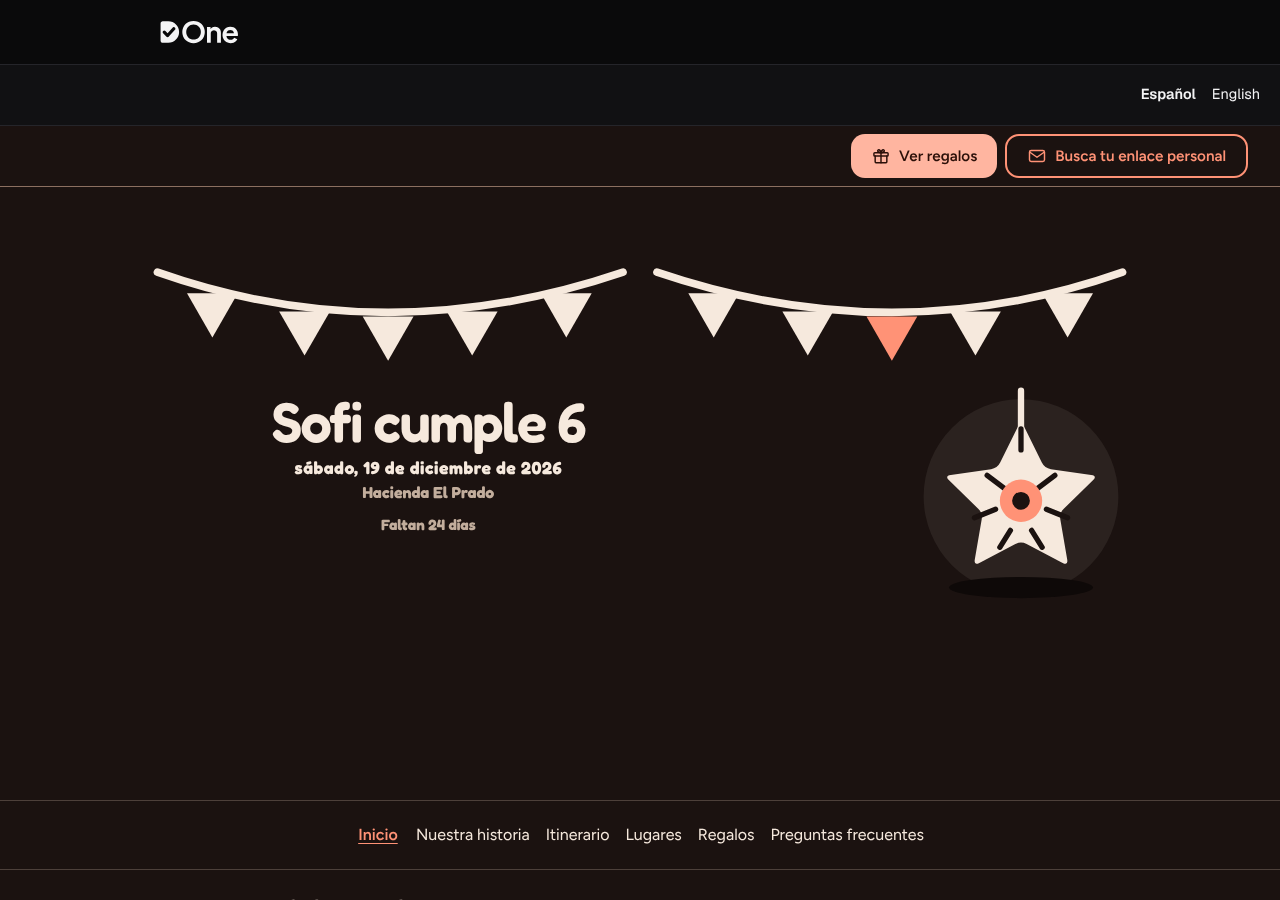 One
Español English
Ver regalos Busca tu enlace personal
Sofi cumple 6
sábado, 19 de diciembre de 2026
Hacienda El Prado
Faltan 24 días
Inicio Nuestra historia Itinerario Lugares Regalos Preguntas frecuentes